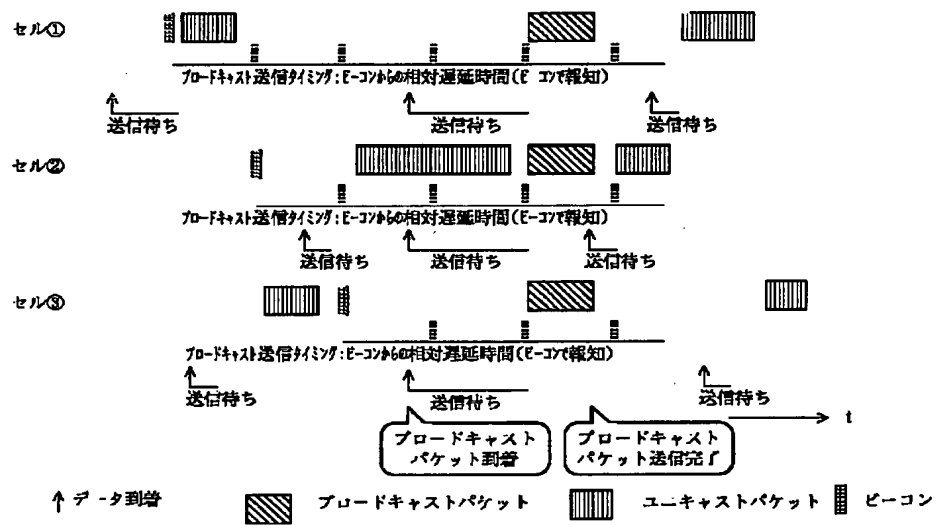 セル①
ブロードキャスト送信タイミング:ビーコンからの相対遅延時間(ビーコンで報知)
送信待ち
送信待ち
送信待ち
セル②
ブロードキャスト送信タイミング:ビーコンからの相対遅延時間(ビーコンで報知)
送信待ち
送信待ち
送信待ち
セル③
ブロードキャスト送信タイミング:ビーコンからの相対遅延時間(ビーコンで報知)
送信待ち
送信待ち
送信待ち
t
ブロードキャスト
パケット到着
ブロードキャスト
パケット送信完了
データ到着
ブロードキャストパケット
ユニキャストパケット
ビーコン